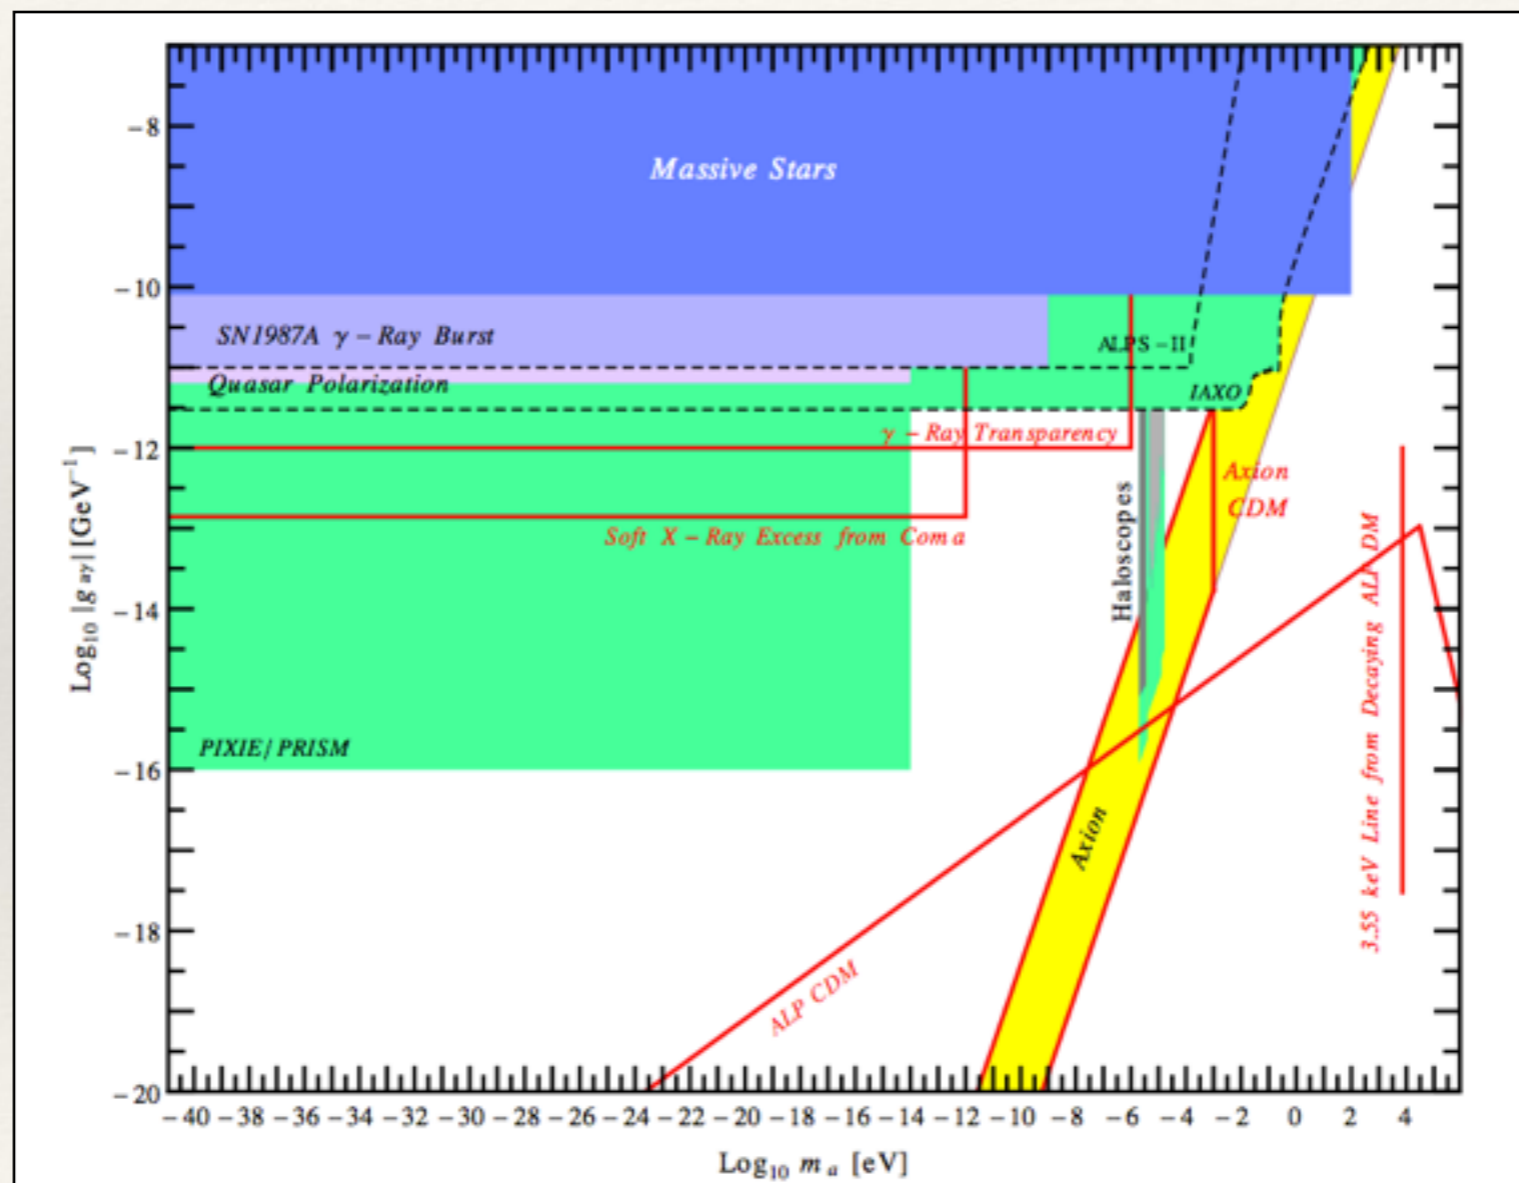 -8
-10
-12
-14
-16
-18
-20
Log10 |g aγ| [GeV−1]
Massive Stars
SN1987A γ – Ray Burst
ALPS – II
Quasar Polarization
IAXO
γ – Ray Transparency
Axion
CDM
Soft X – Ray Excess from Coma
Haloscopes
3.55 keV Line from Decaying ALP DM
PIXIE/ PRISM
Axion
ALP CDM
-40 -38 -34 -32 -30 -28 -26 -24 -22 -20 -18 -16 -14 -12 -10 -8 -6 -4 -2 0 2 4
Log10 m a [eV]